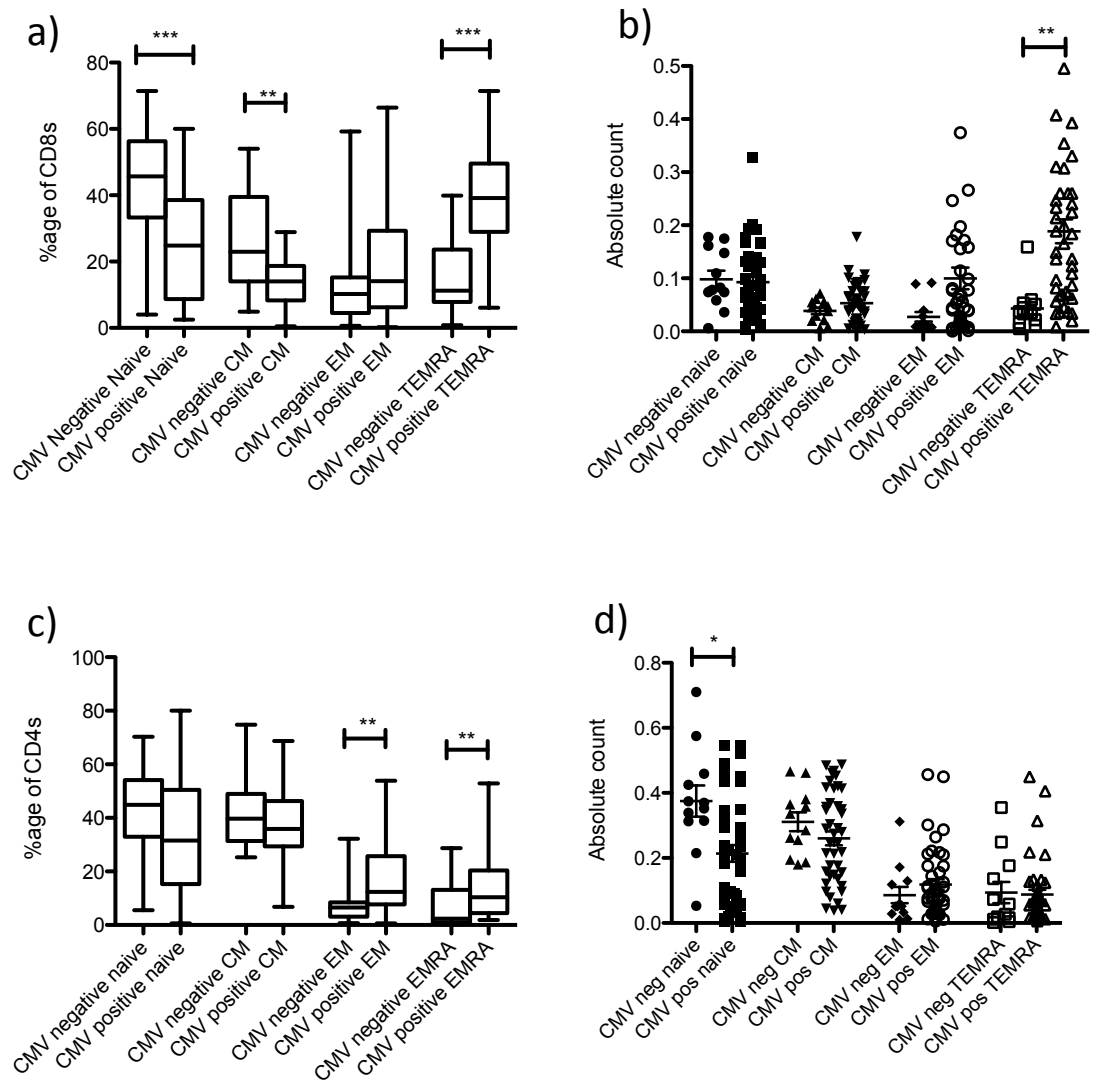 a)
***
**
***
80
60
40
20
0
%age of CD8s
CMV Negative Naive
CMV positive Naive
CMV negative CM
CMV positive CM
CMV negative EM
CMV positive EM
CMV negative TEMRA
CMV positive TEMRA
b)
**
0.5
0.4
0.3
0.2
0.1
0.0
Absolute count
CMV negative naive
CMV positive naive
CMV negative CM
CMV positive CM
CMV negative EM
CMV positive EM
CMV negative TEMRA
CMV positive TEMRA
c)
**
**
100
80
60
40
20
0
%age of CD4s
CMV negative naive
CMV positive naive
CMV negative CM
CMV positive CM
CMV negative EM
CMV positive EM
CMV negative EMRA
CMV positive EMRA
d)
*
0.8
0.6
0.4
0.2
0.0
Absolute count
CMV neg naive
CMV pos naive
CMV neg CM
CMV pos CM
CMV neg EM
CMV pos EM
CMV neg TEMRA
CMV pos TEMRA